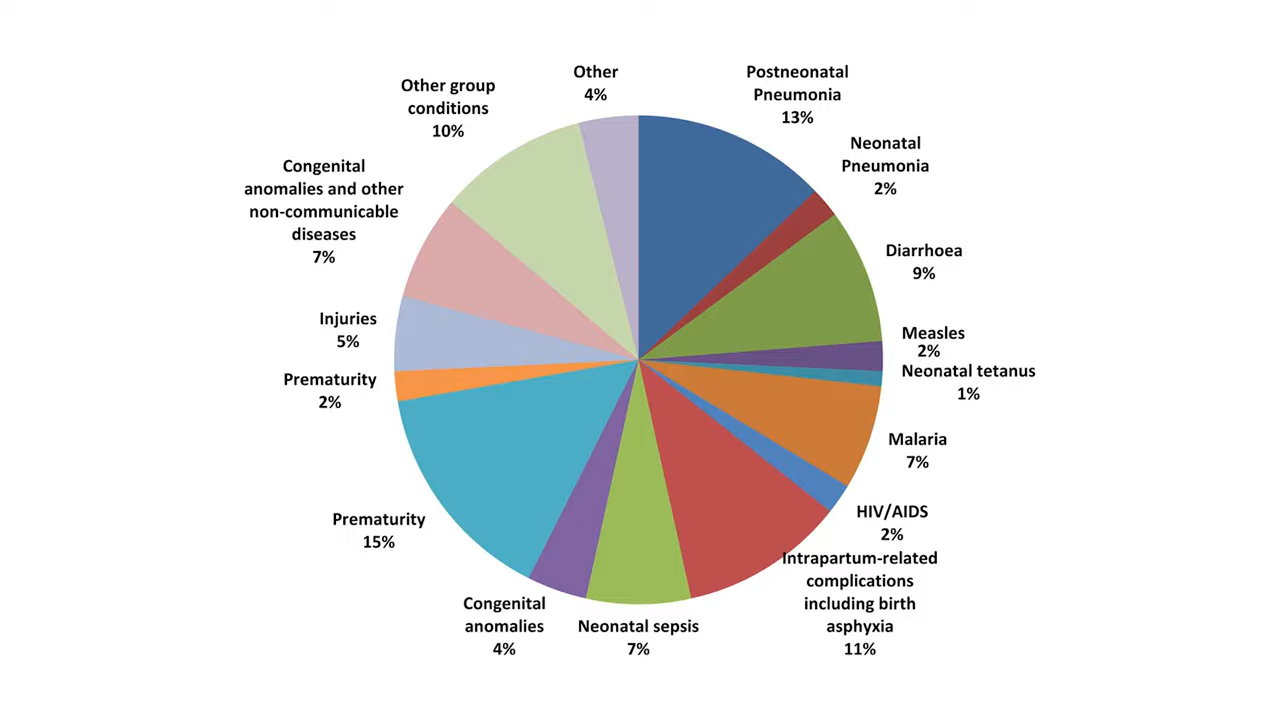 Postneonatal
Pneumonia
13%
Neonatal
Pneumonia
2%
Diarrhoea
9%
Measles
2%
Neonatal tetanus
1%
Malaria
7%
HIV/AIDS
2%
Intrapartum-related
complications
including birth
asphyxia
11%
Neonatal sepsis
7%
Congenital
anomalies
4%
Prematurity
15%
Prematurity
2%
Injuries
5%
Congenital
anomalies and other
non-communicable
diseases
7%
Other group
conditions
10%
Other
4%